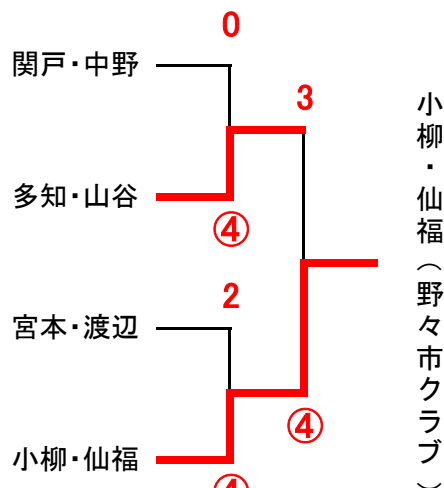 0
関戸・中野
3
多知・山谷
④
2
宮本・渡辺
④
小柳・仙福
④
小柳・仙福（野々市クラブ）